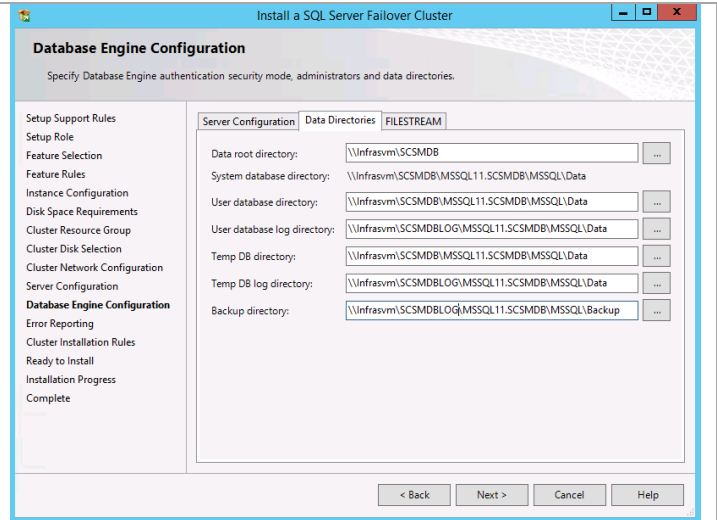 Install a SQL Server Failover Cluster
Database Engine Configuration
Specify Database Engine authentication security mode, administrators and data directories.
Setup Support Rules
Setup Role
Feature Selection
Feature Rules
Instance Configuration
Disk Space Requirements
Cluster Resource Group
Cluster Disk Selection
Cluster Network Configuration
Server Configuration
Database Engine Configuration
Error Reporting
Cluster Installation Rules
Ready to Install
Installation Progress
Complete
Server Configuration Data Directories FILESTREAM
Data root directory: \\Infrasvm\SCSMDB ...
System database directory: \\Infrasvm\SCSMDB\MSSQL11.SCSMDB\MSSQL\Data
User database directory: \\Infrasvm\SCSMDB\MSSQL11.SCSMDB\MSSQL\Data ...
User database log directory: \\Infrasvm\SCSMDBLOG\MSSQL11.SCSMDB\MSSQL\Data ...
Temp DB directory: \\Infrasvm\SCSMDB\MSSQL11.SCSMDB\MSSQL\Data ...
Temp DB log directory: \\Infrasvm\SCSMDBLOG\MSSQL11.SCSMDB\MSSQL\Data ...
Backup directory: \\Infrasvm\SCSMDBLOG\MSSQL11.SCSMDB\MSSQL\Backup ...
< Back Next > Cancel Help